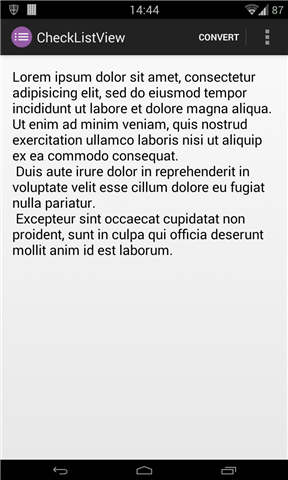 14:44
87
CheckListView
CONVERT
Lorem ipsum dolor sit amet, consectetur
adipisicing elit, sed do eiusmod tempor
incididunt ut labore et dolore magna aliqua.
Ut enim ad minim veniam, quis nostrud
exercitation ullamco laboris nisi ut aliquip
ex ea commodo consequat.
Duis aute irure dolor in reprehenderit in
voluptate velit esse cillum dolore eu fugiat
nulla pariatur.
Excepteur sint occaecat cupidatat non
proident, sunt in culpa qui officia deserunt
mollit anim id est laborum.